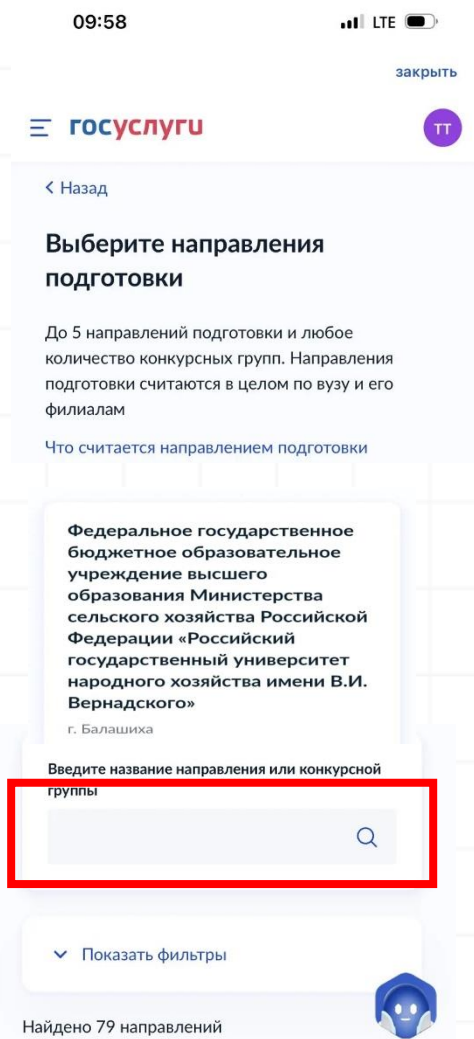 09:58 LTE
закрыть
госуслуги ТТ
Назад
Выберите направления
подготовки
До 5 направлений подготовки и любое
количество конкурсных групп. Направления
подготовки считаются в целом по вузу и его
филиалам
Что считается направлением подготовки
Федеральное государственное
бюджетное образовательное
учреждение высшего
образования Министерства
сельского хозяйства Российской
Федерации «Российский
государственный университет
народного хозяйства имени В.И.
Вернадского»
г. Балашиха
Введите название направления или конкурсной
группы
Показать фильтры
Найдено 79 направлений